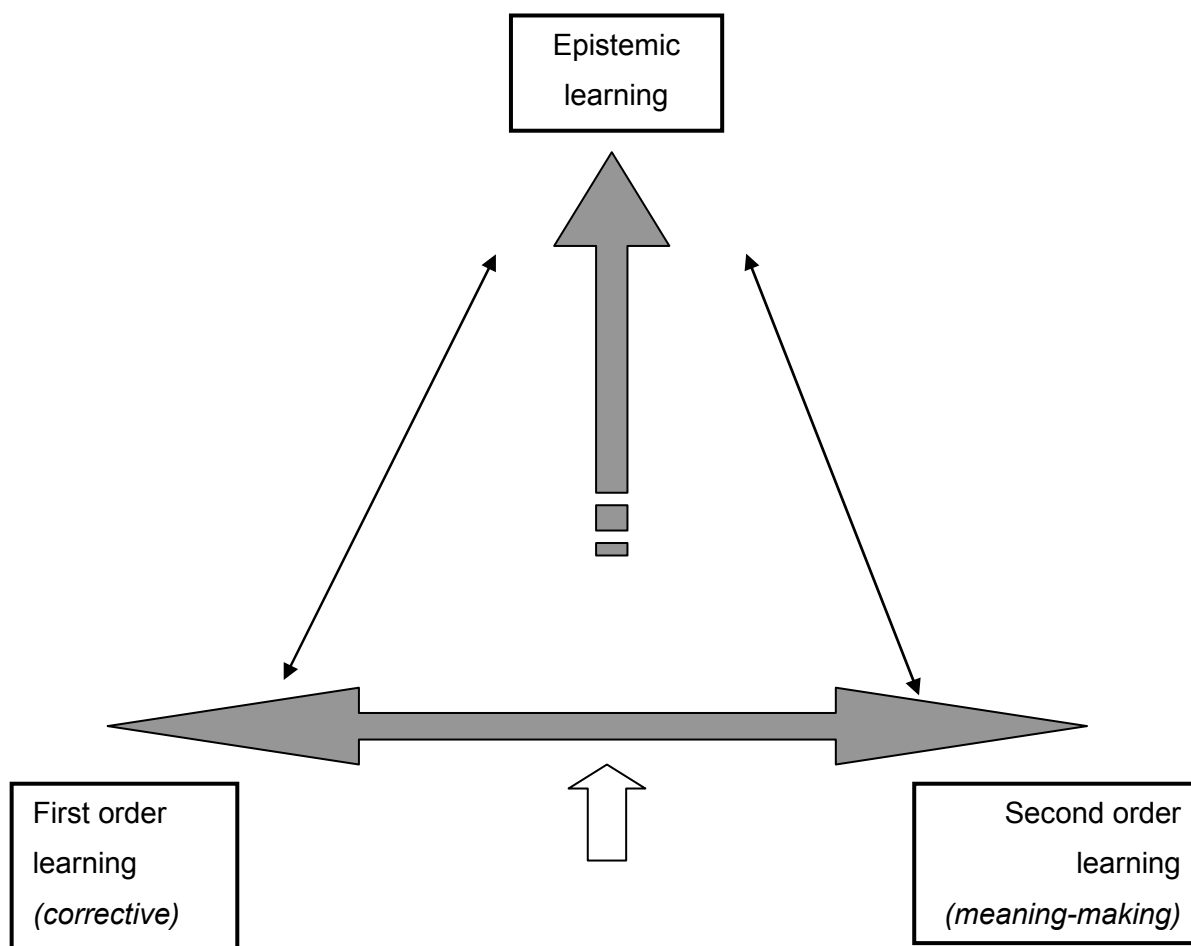 Epistemic
learning
First order
learning
(corrective)
Second order
learning
(meaning-making)